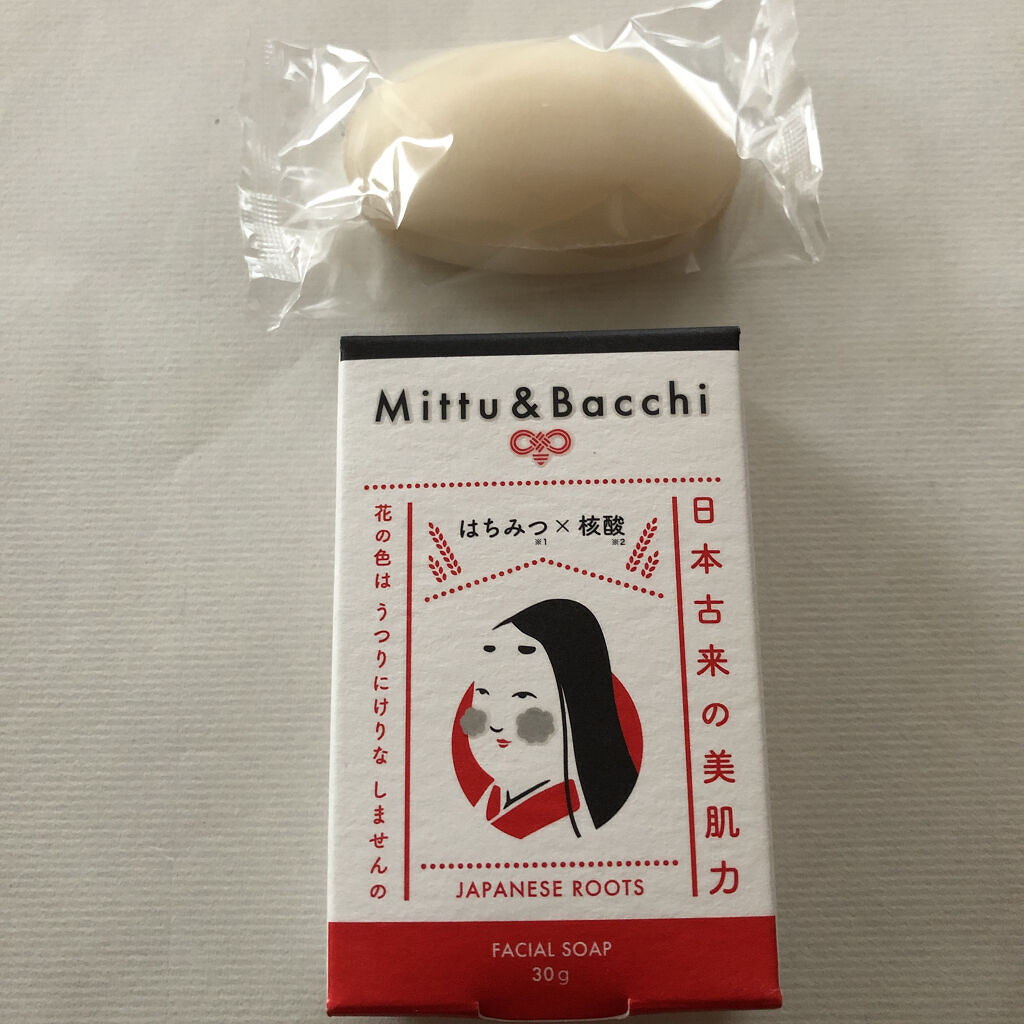 Mittu&Bacchi
はちみつ×核酸
※1 ※2
日本古来の美肌力
花の色は うつりにけりな しませんの
JAPANESE ROOTS
FACIAL SOAP
30g